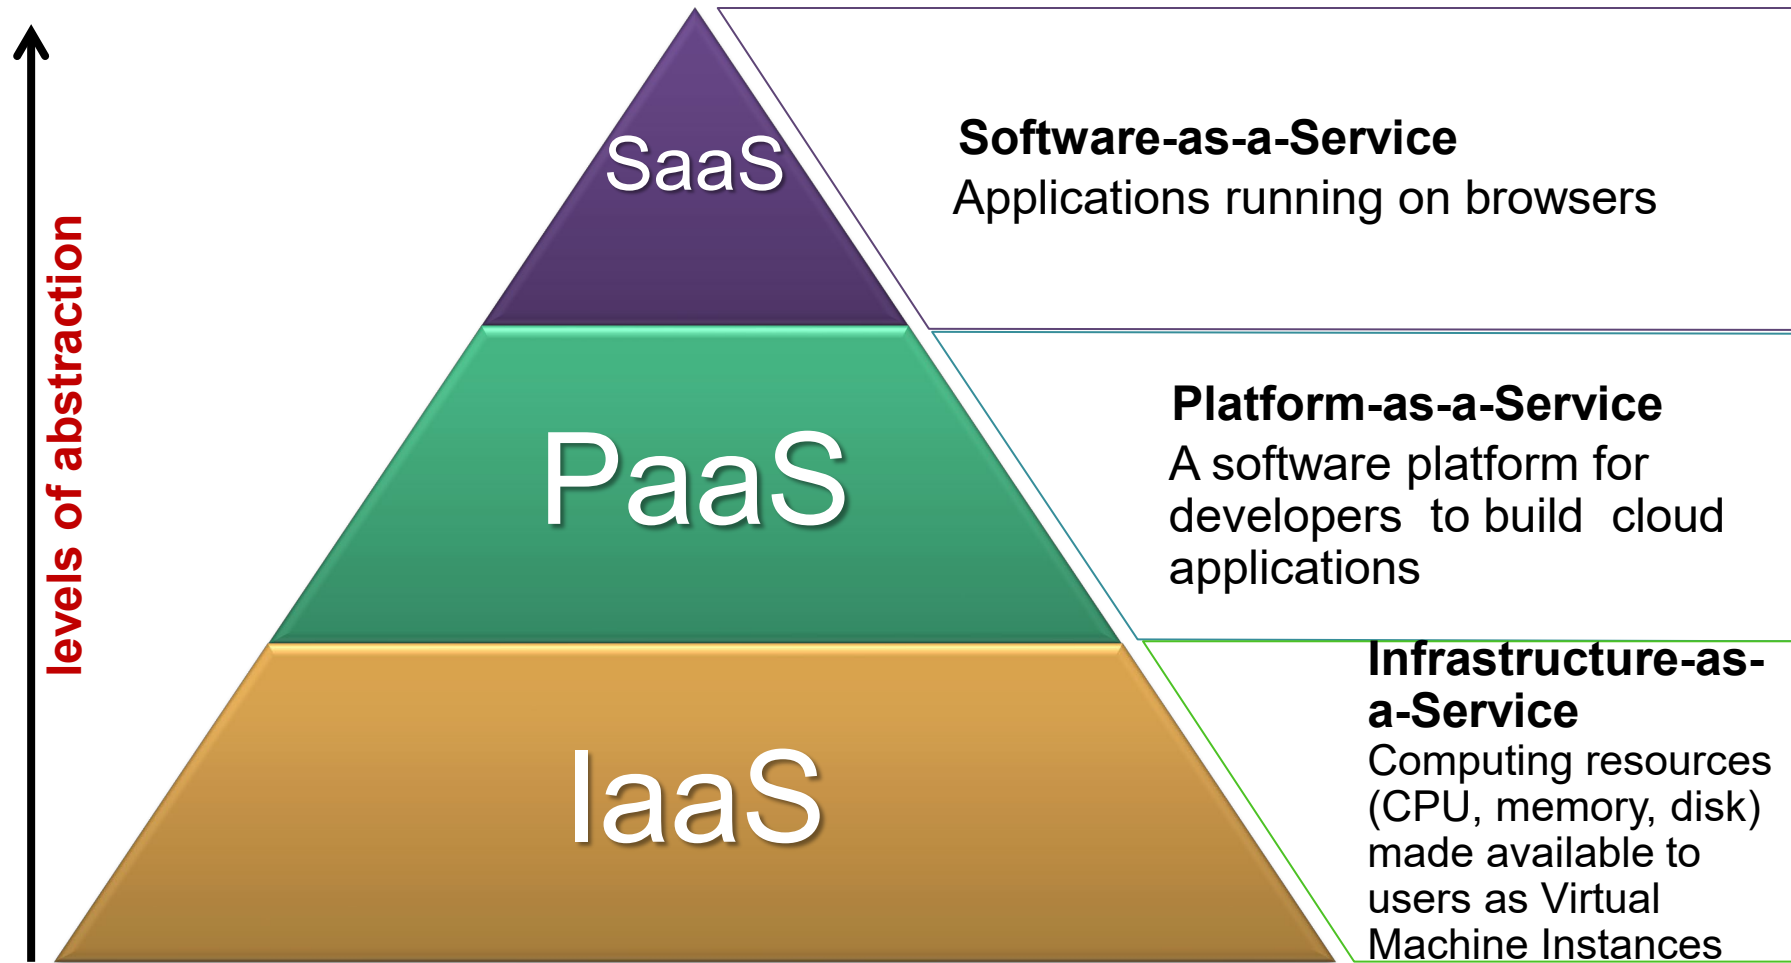 levels of abstraction
SaaS
Software-as-a-Service
Applications running on browsers
PaaS
Platform-as-a-Service
A software platform for
developers to build cloud
applications
IaaS
Infrastructure-as-
a-Service
Computing resources
(CPU, memory, disk)
made available to
users as Virtual
Machine Instances